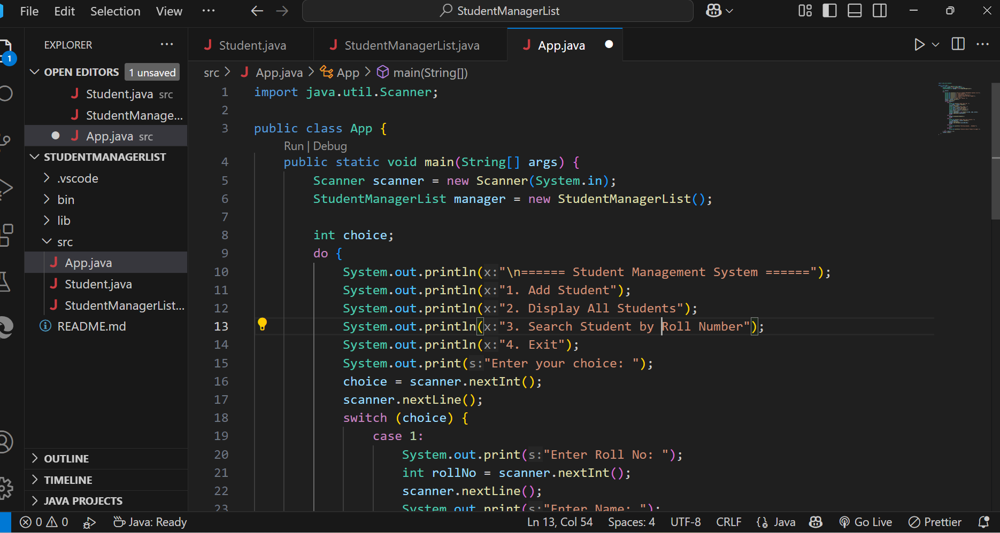 File Edit Selection View ··· StudentManagerList
EXPLORER ···
1
OPEN EDITORS 1 unsaved
Student.java src
StudentManage...
App.java src
STUDENTMANAGERLIST
.vscode
bin
lib
src
App.java
Student.java
StudentManagerList...
README.md
OUTLINE
TIMELINE
JAVA PROJECTS
Student.java StudentManagerList.java App.java
src > App.java > App > main(String[])
1 import java.util.Scanner;
2
3 public class App {
Run | Debug
4 public static void main(String[] args) {
5 Scanner scanner = new Scanner(System.in);
6 StudentManagerList manager = new StudentManagerList();
7
8 int choice;
9 do {
10 System.out.println(x:"\n====== Student Management System ======");
11 System.out.println(x:"1. Add Student");
12 System.out.println(x:"2. Display All Students");
13 System.out.println(x:"3. Search Student by Roll Number");
14 System.out.println(x:"4. Exit");
15 System.out.print(s:"Enter your choice: ");
16 choice = scanner.nextInt();
17 scanner.nextLine();
18 switch (choice) {
19 case 1:
20 System.out.print(s:"Enter Roll No: ");
21 int rollNo = scanner.nextInt();
22 scanner.nextLine();
23 System.out.print(s:"Enter Name: ");
0 0 Java: Ready Ln 13, Col 54 Spaces: 4 UTF-8 CRLF Java Go Live Prettier